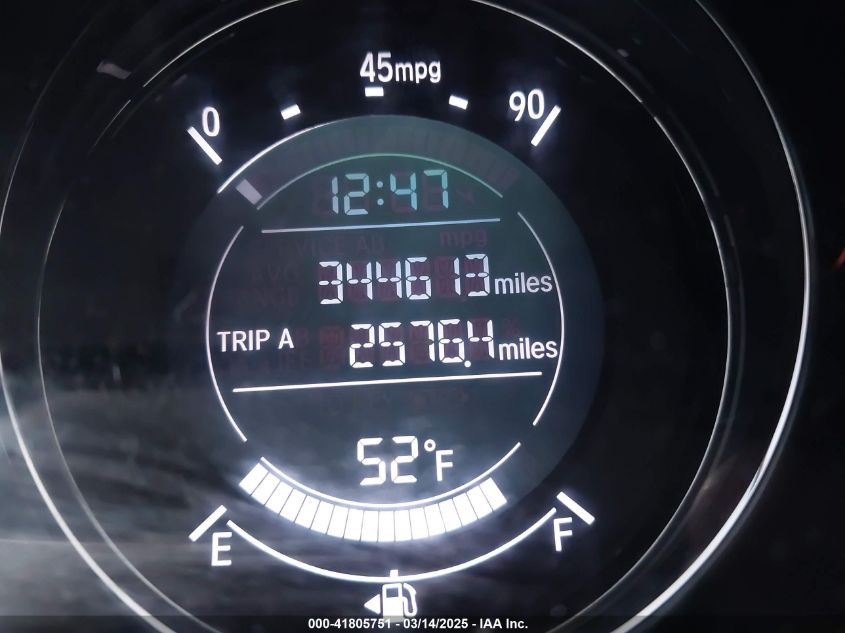 45mpg
0
90
12:47
344613 miles
TRIP A 2576.4 miles
52°F
E
F
000-41805751 - 03/14/2025 - IAA Inc.